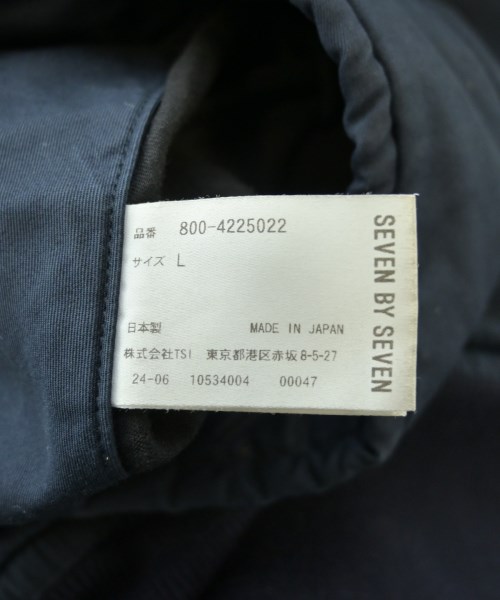 品番 800-4225022
サイズ L
日本製 MADE IN JAPAN
株式会社TSI 東京都港区赤坂8-5-27
24-06 10534004 00047
SEVEN BY SEVEN